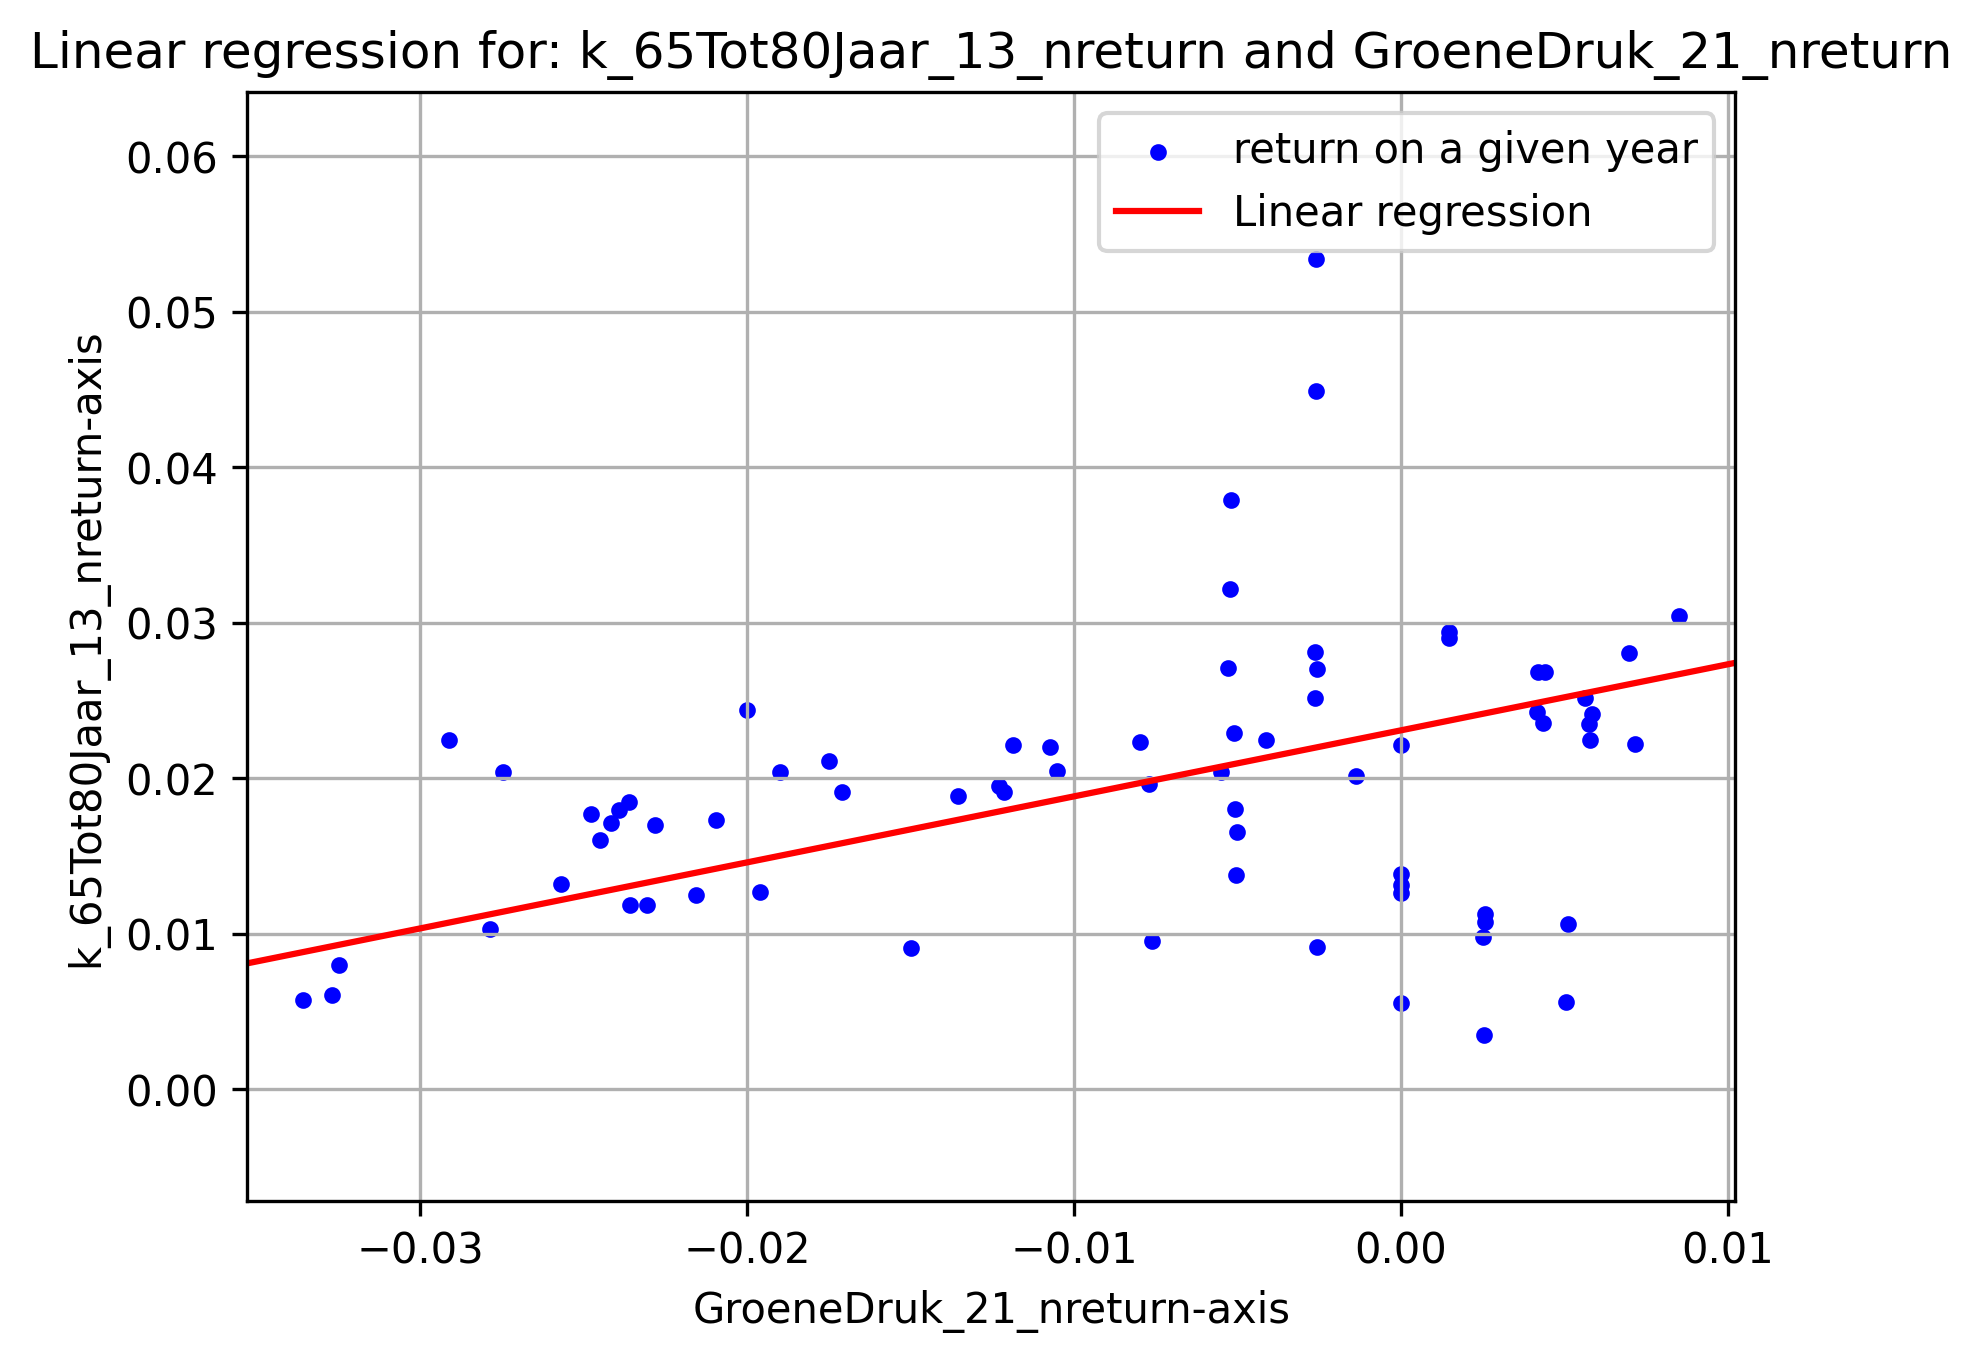 Linear regression for: k_65Tot80Jaar_13_nreturn and GroeneDruk_21_nreturn
return on a given year
Linear regression
k_65Tot80Jaar_13_nreturn-axis
0.06
0.05
0.04
0.03
0.02
0.01
0.00
−0.03 −0.02 −0.01 0.00 0.01
GroeneDruk_21_nreturn-axis